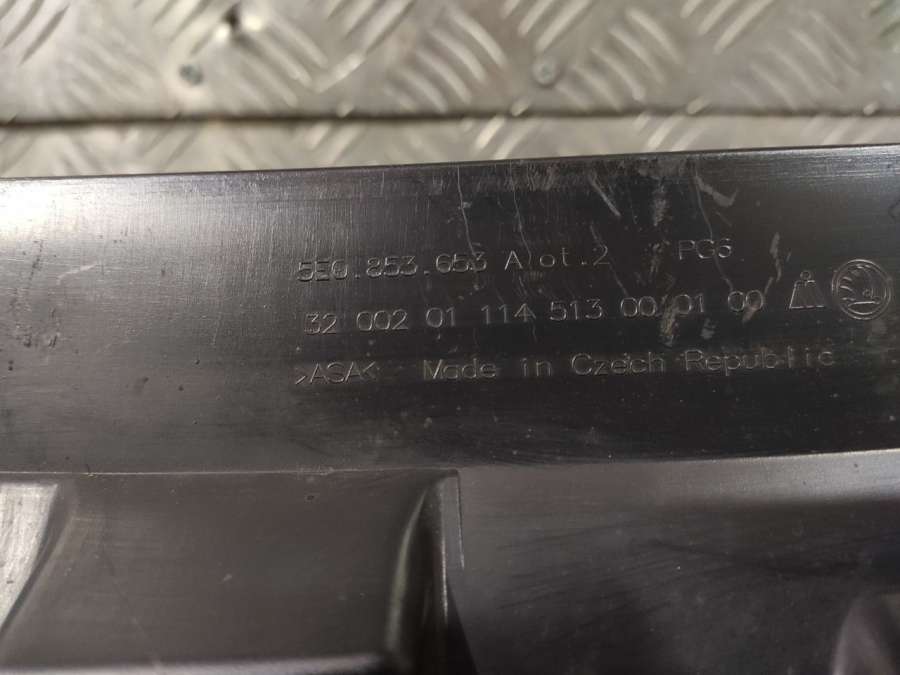 5E0.853.653 A ot.2 PG6
32 002 01 114 513 00 01 00
>ASA< Made in Czech Republic